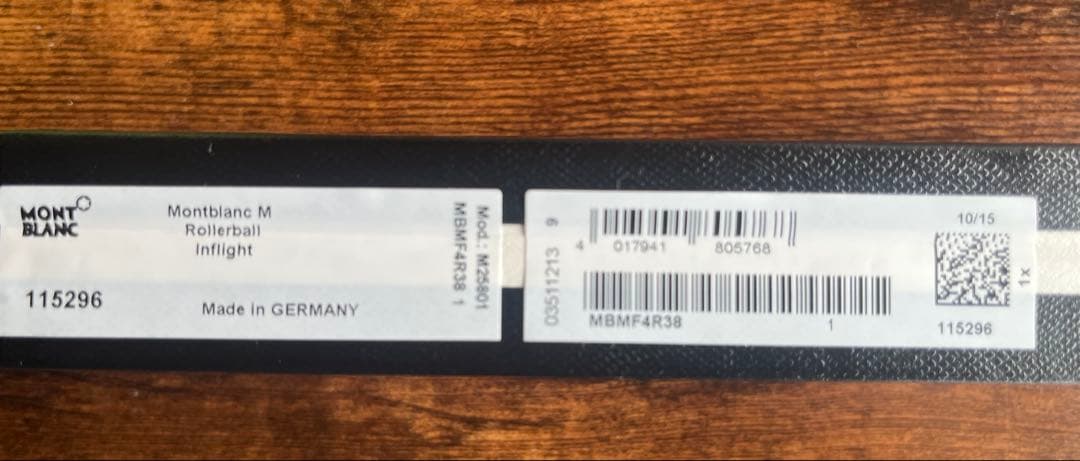 MONT
BLANC
Montblanc M
Rollerball
Inflight
115296
Made in GERMANY
Mod.: M25801
MBMF4R38 1
03511213 9
4 017941 805768
MBMF4R38 1
10/15
1x
115296